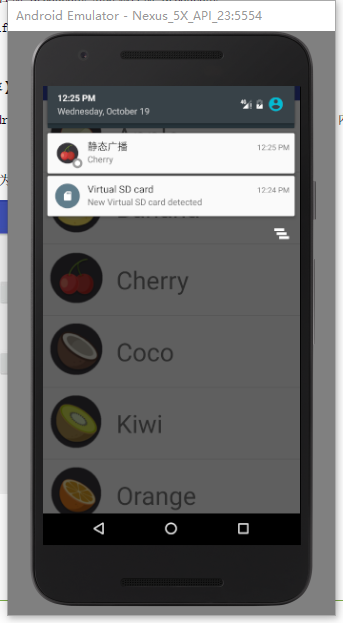 Android Emulator - Nexus_5X_API_23:5554
12:25 PM
Wednesday, October 19
4G
静态广播
12:25 PM
Cherry
Virtual SD card
12:24 PM
New Virtual SD card detected
Cherry
Coco
Kiwi
Orange